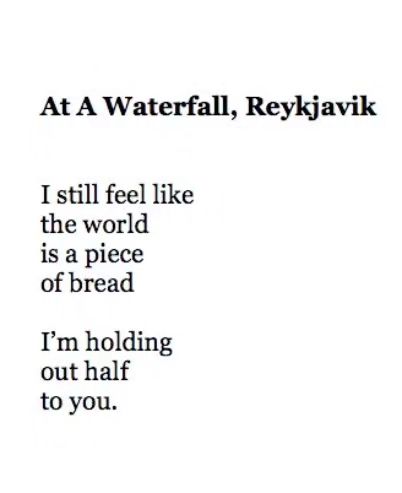 At A Waterfall, Reykjavik
I still feel like
the world
is a piece
of bread
I’m holding
out half
to you.